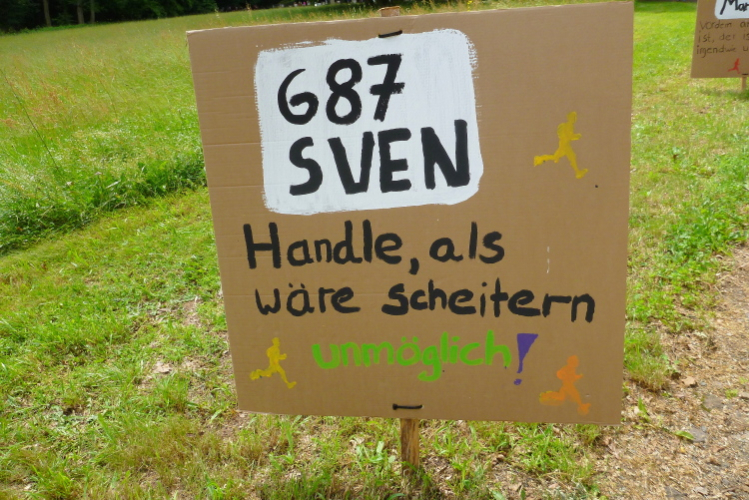 687
SVEN
Handle, als
wäre scheitern
unmöglich!